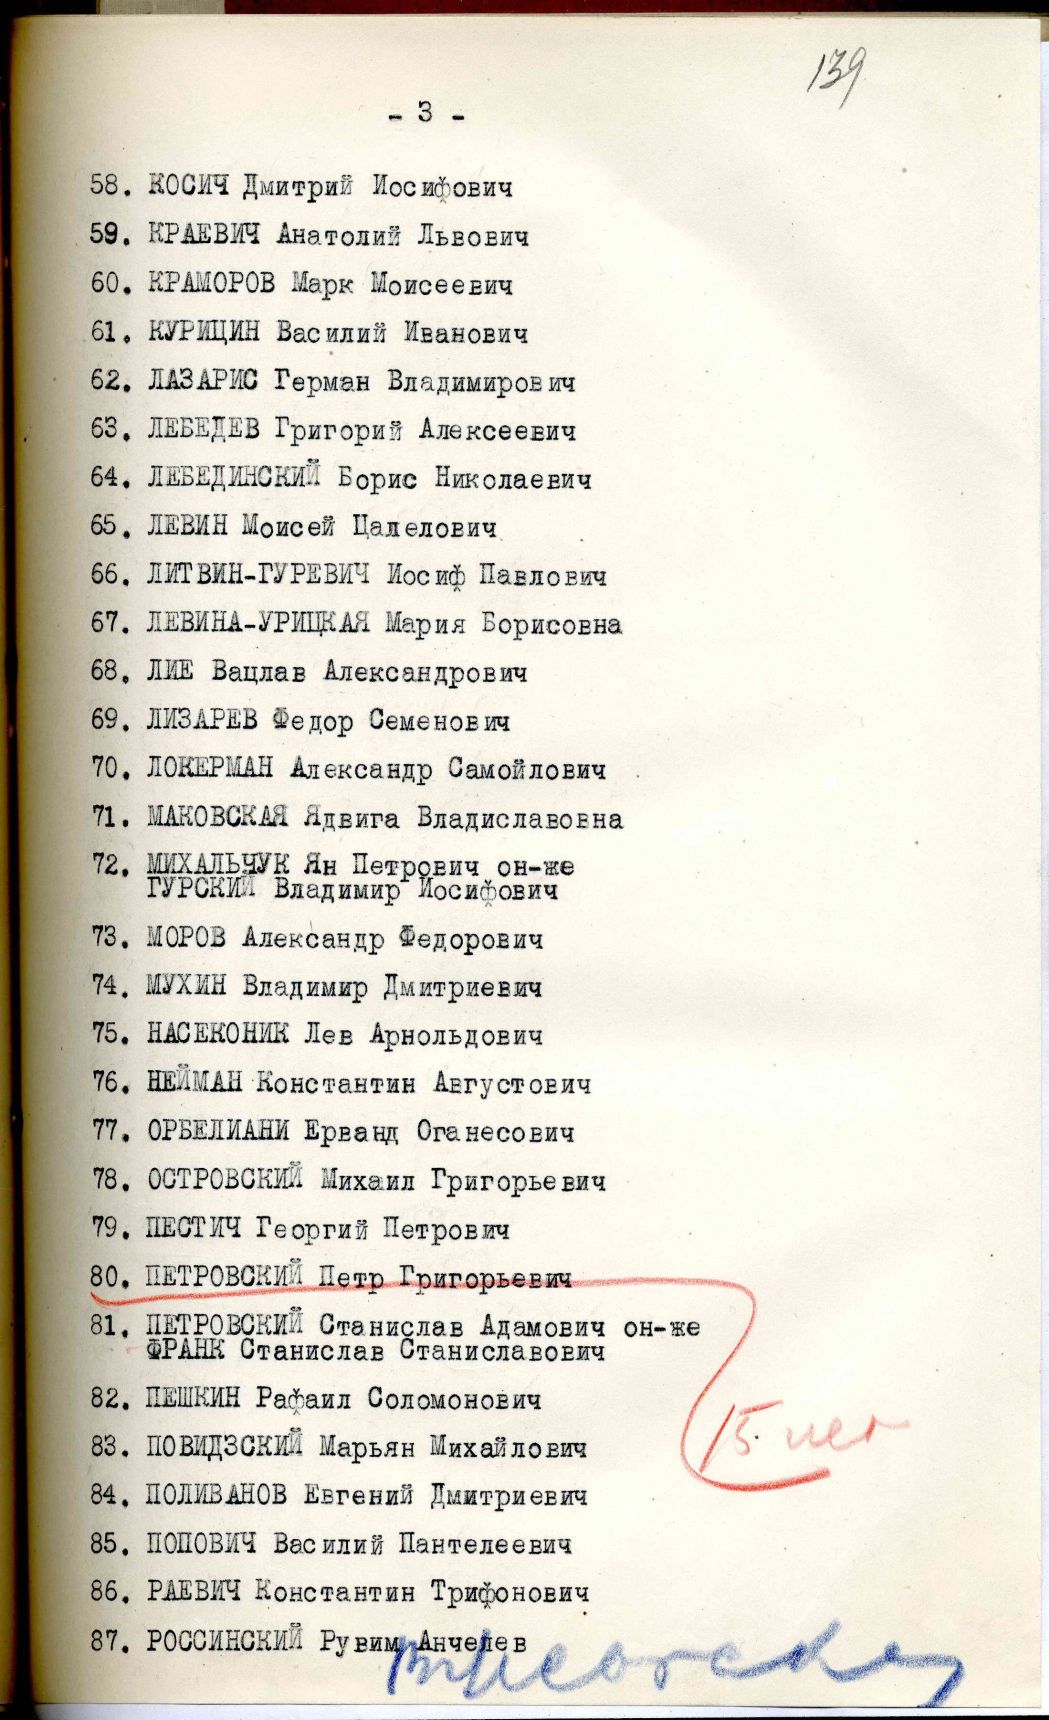 139
- 3 -
58. КОСИЧ Дмитрий Иосифович
59. КРАЕВИЧ Анатолий Львович
60. КРАМОРОВ Марк Моисеевич
61. КУРИЦИН Василий Иванович
62. ЛАЗАРИС Герман Владимирович
63. ЛЕБЕДЕВ Григорий Алексеевич
64. ЛЕБЕДИНСКИЙ Борис Николаевич
65. ЛЕВИН Моисей Цалелович
66. ЛИТВИН-ГУРЕВИЧ Иосиф Павлович
67. ЛЕВИНА-УРИЦКАЯ Мария Борисовна
68. ЛИЕ Вацлав Александрович
69. ЛИЗАРЕВ Федор Семенович
70. ЛОКЕРМАН Александр Самойлович
71. МАКОВСКАЯ Ядвига Владиславовна
72. МИХАЛЬЧУК Ян Петрович он-же
ГУРСКИЙ Владимир Иосифович
73. МОРОВ Александр Федорович
74. МУХИН Владимир Дмитриевич
75. НАСЕКОНИК Лев Арнольдович
76. НЕЙМАН Константин Августович
77. ОРБЕЛИАНИ Ерванд Оганесович
78. ОСТРОВСКИЙ Михаил Григорьевич
79. ПЕСТИЧ Георгий Петрович
80. ПЕТРОВСКИЙ Петр Григорьевич
81. ПЕТРОВСКИЙ Станислав Адамович он-же
ФРАНК Станислав Станиславович
82. ПЕШКИН Рафаил Соломонович
15 лет
83. ПОВИДЗСКИЙ Марьян Михайлович
84. ПОЛИВАНОВ Евгений Дмитриевич
85. ПОПОВИЧ Василий Пантелеевич
86. РАЕВИЧ Константин Трифонович
87. РОССИНСКИЙ Рувим Анчелев